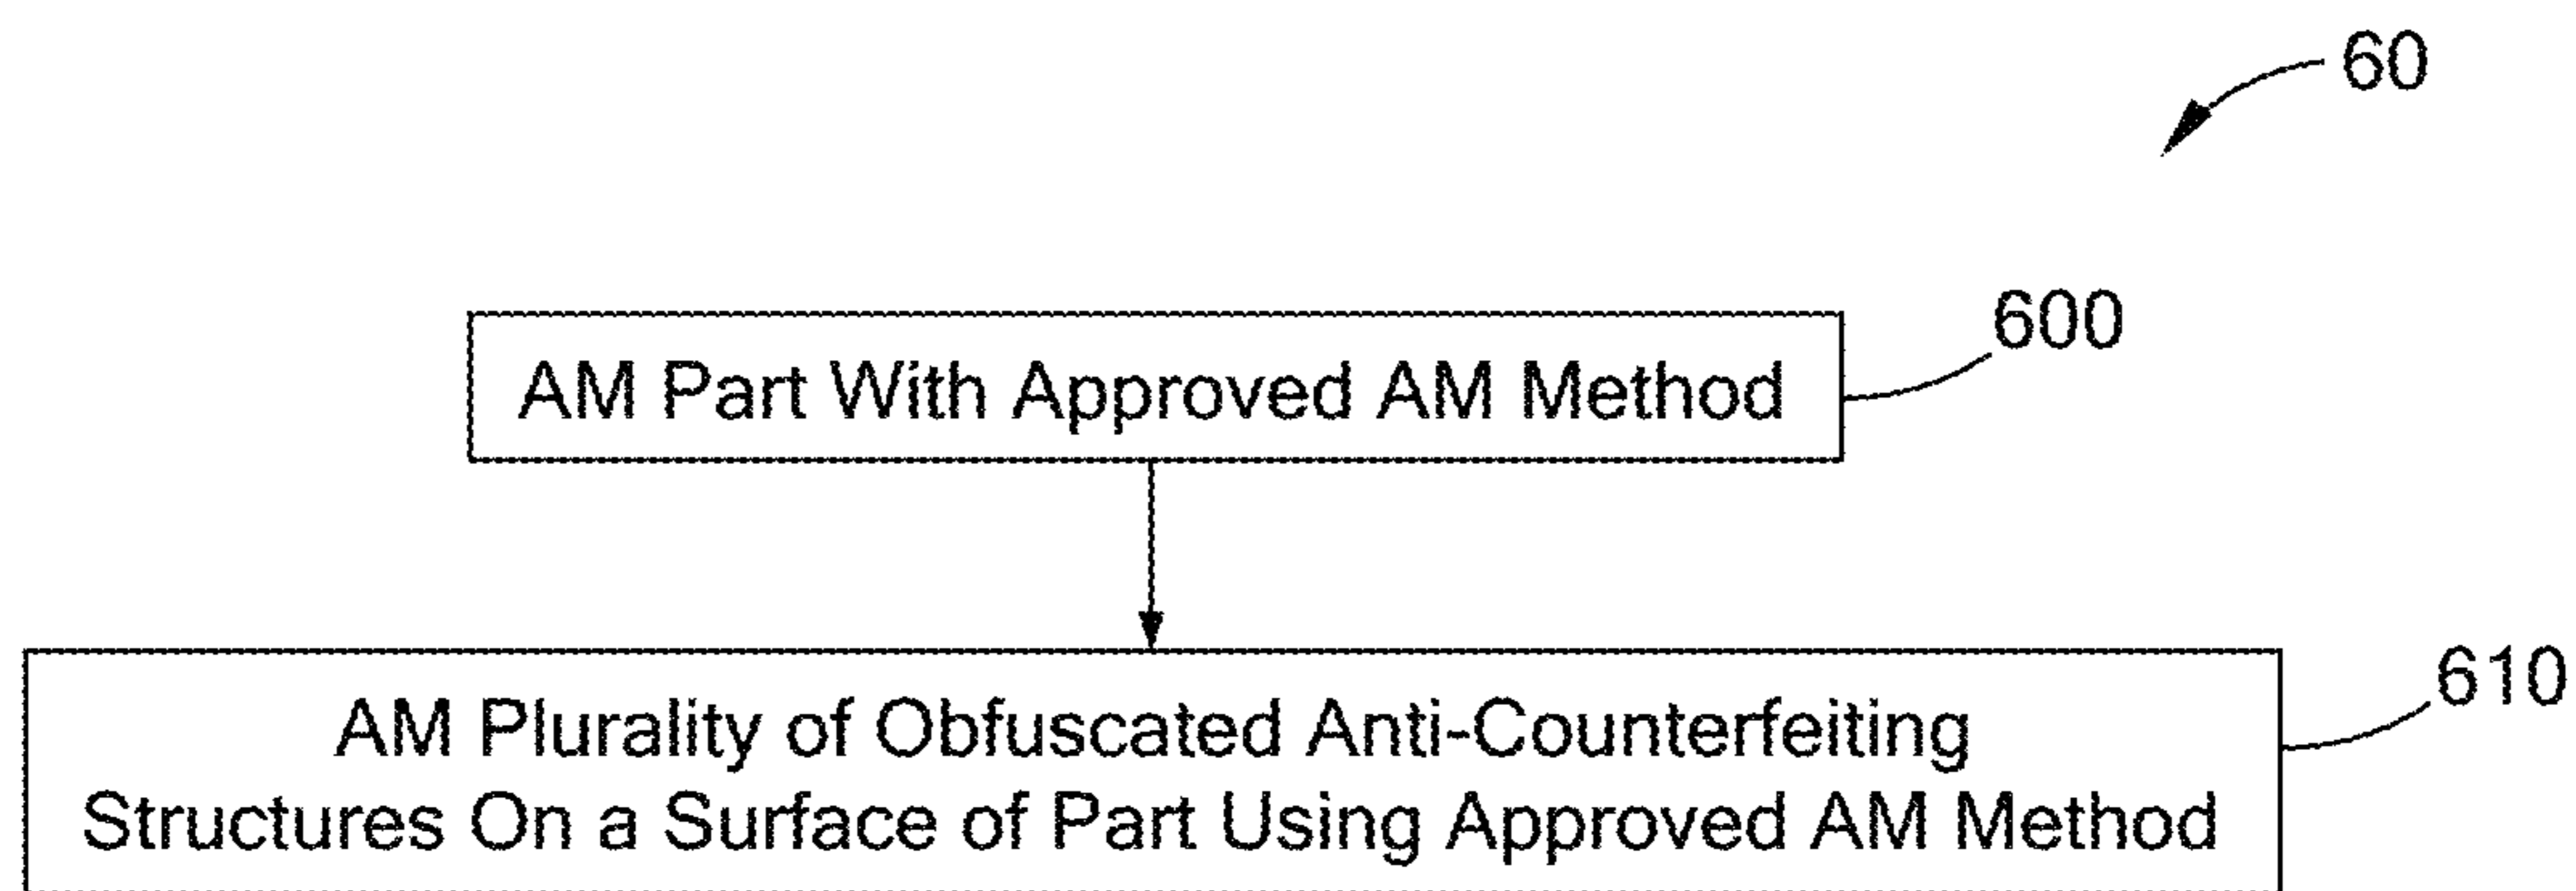 60
600
AM Part With Approved AM Method
610
AM Plurality of Obfuscated Anti-Counterfeiting
Structures On a Surface of Part Using Approved AM Method